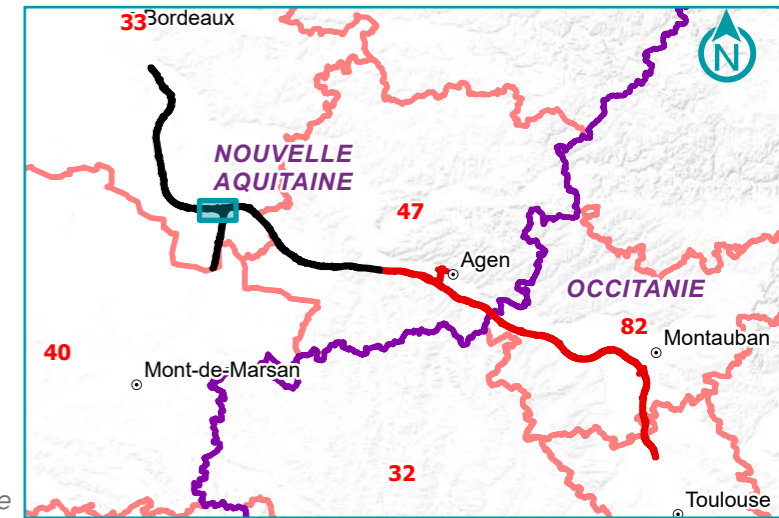 33
Bordeaux
N
NOUVELLE
AQUITAINE
47
Agen
OCCITANIE
82
Montauban
40
Mont-de-Marsan
32
Toulouse
e